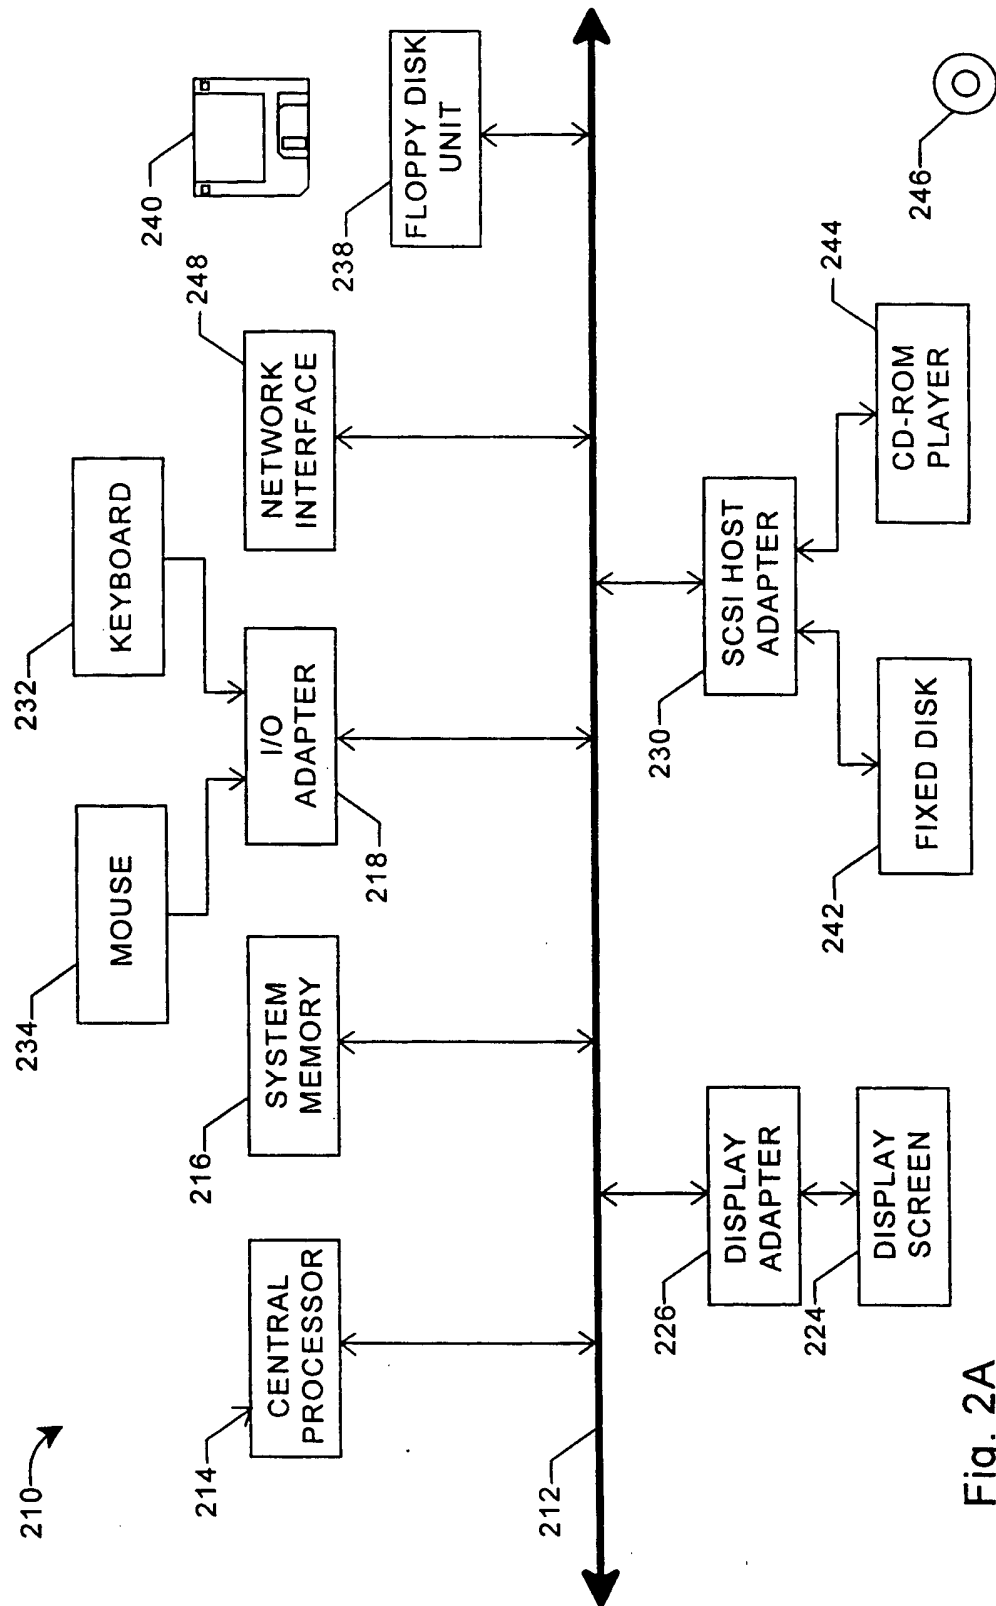 210
234
MOUSE
232
KEYBOARD
240
214
CENTRAL
PROCESSOR
216
SYSTEM
MEMORY
I/O
ADAPTER
218
248
NETWORK
INTERFACE
238
FLOPPY DISK
UNIT
212
226
DISPLAY
ADAPTER
224
DISPLAY
SCREEN
230
SCSI HOST
ADAPTER
242
FIXED DISK
244
CD-ROM
PLAYER
246
Fig. 2A